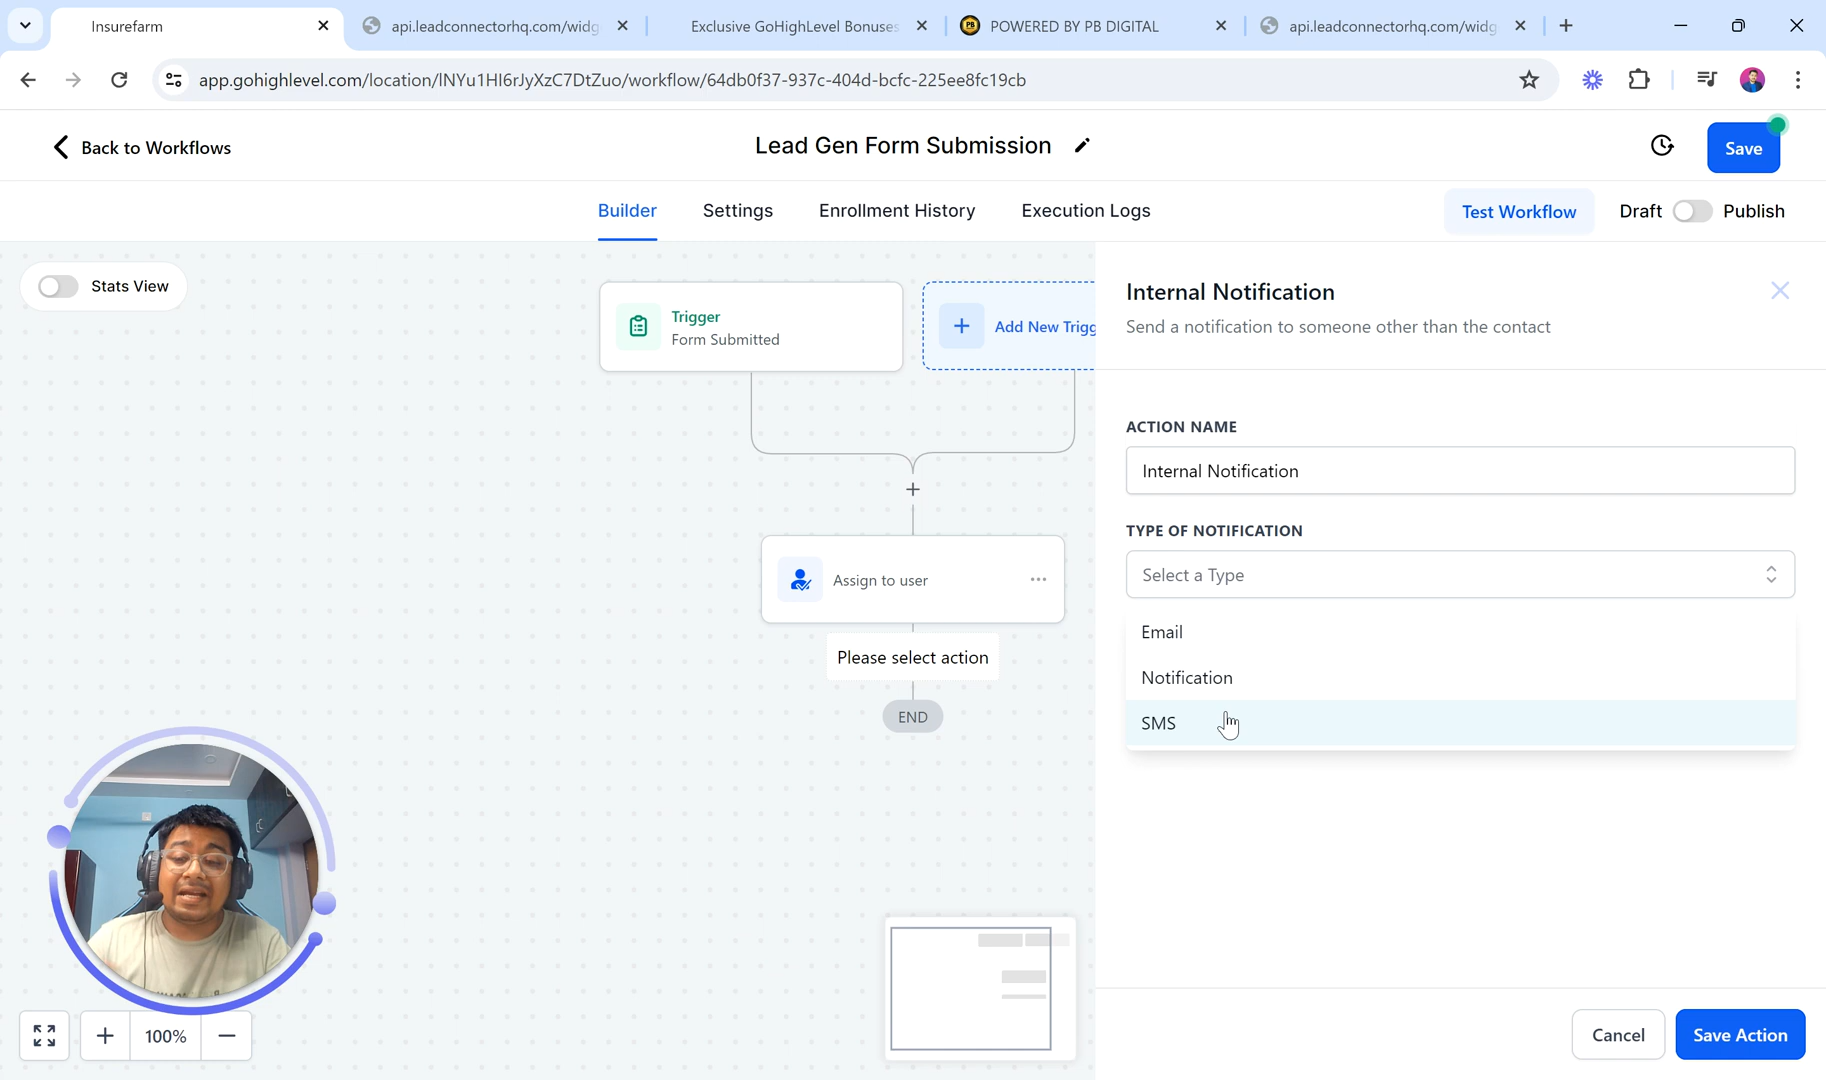 Insurefarm
api.leadconnectorhq.com/widg
Exclusive GoHighLevel Bonuses
PB
POWERED BY PB DIGITAL
api.leadconnectorhq.com/widg
app.gohighlevel.com/location/lNYu1HI6rJyXzC7DtZuo/workflow/64db0f37-937c-404d-bcfc-225ee8fc19cb
Back to Workflows
Lead Gen Form Submission
Save
Builder
Settings
Enrollment History
Execution Logs
Test Workflow
Draft
Publish
Stats View
Trigger
Form Submitted
Add New Trigg
Assign to user
Please select action
END
100%
Internal Notification
Send a notification to someone other than the contact
ACTION NAME
Internal Notification
TYPE OF NOTIFICATION
Select a Type
Email
Notification
SMS
Cancel
Save Action